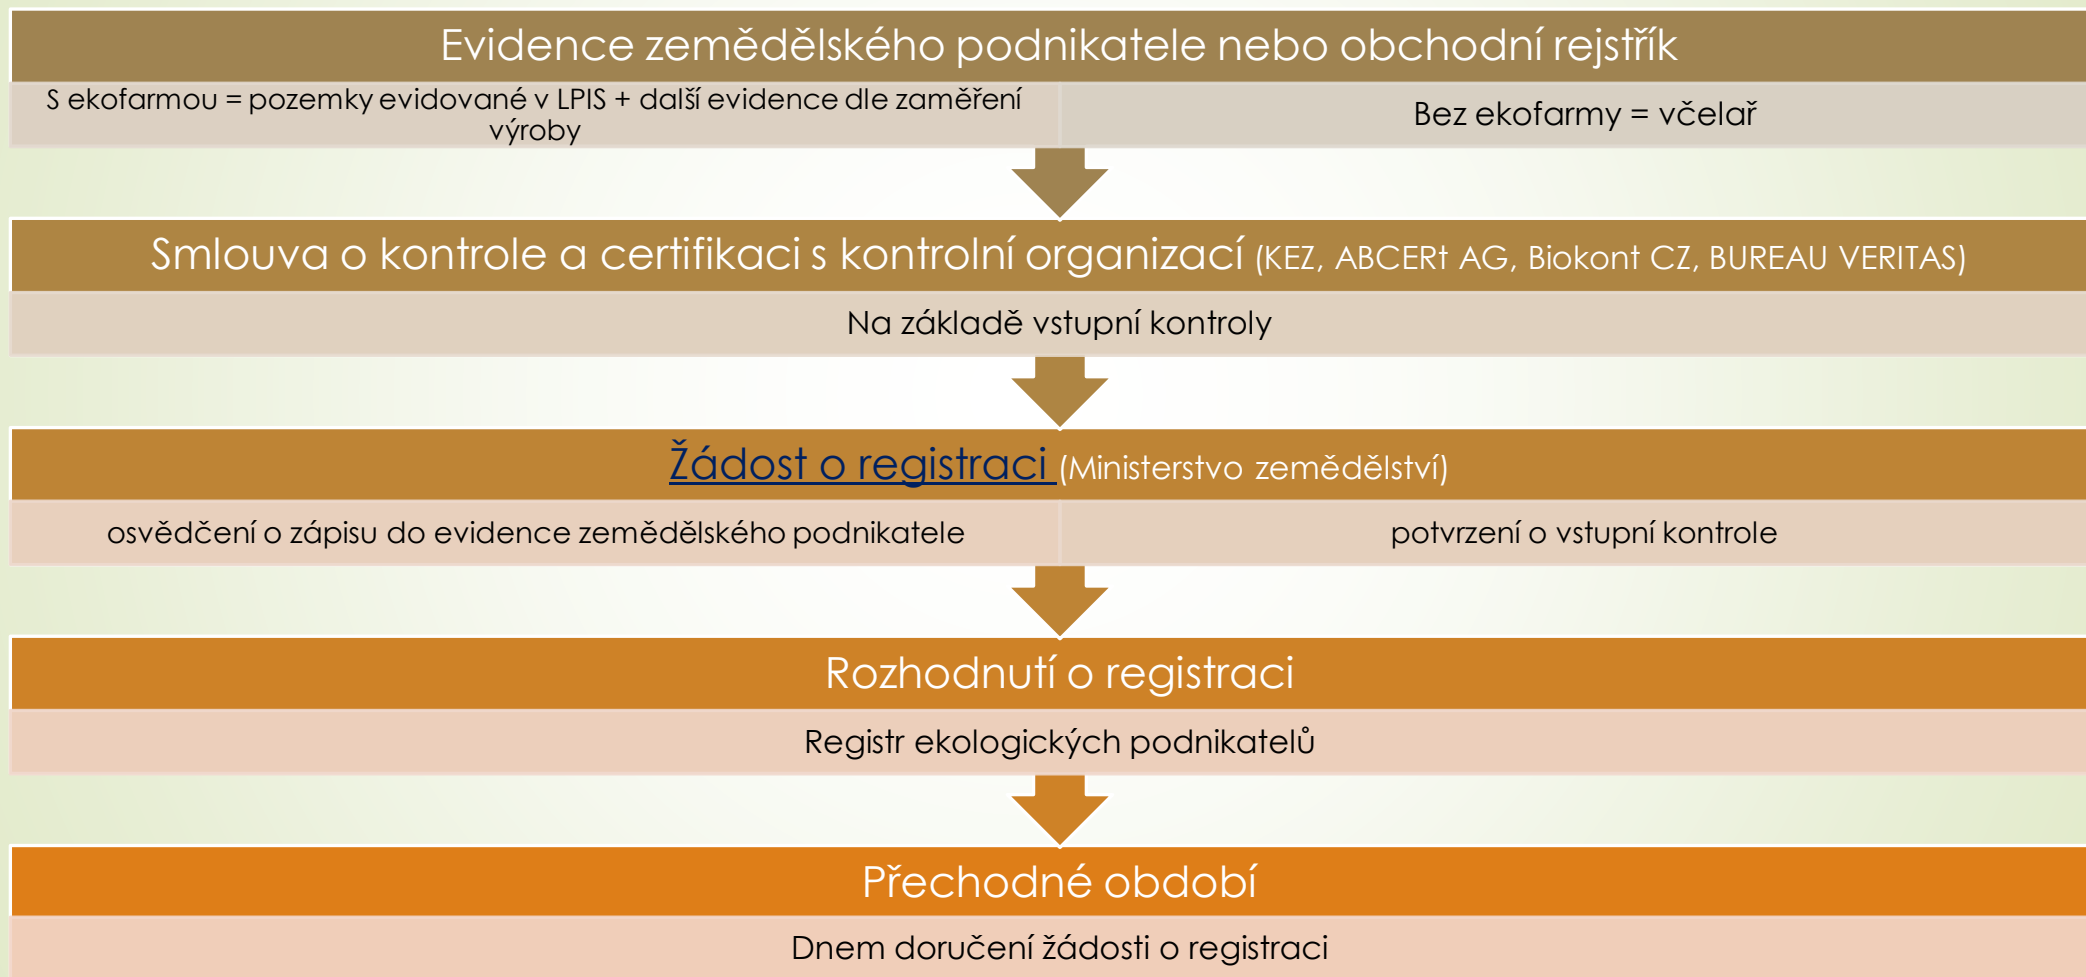 Evidence zemědělského podnikatele nebo obchodní rejstřík
S ekofarmou = pozemky evidované v LPIS + další evidence dle zaměření
výroby
Bez ekofarmy = včelař
Smlouva o kontrole a certifikaci s kontrolní organizací (KEZ, ABCERt AG, Biokont CZ, BUREAU VERITAS)
Na základě vstupní kontroly
Žádost o registraci (Ministerstvo zemědělství)
osvědčení o zápisu do evidence zemědělského podnikatele
potvrzení o vstupní kontrole
Rozhodnutí o registraci
Registr ekologických podnikatelů
Přechodné období
Dnem doručení žádosti o registraci